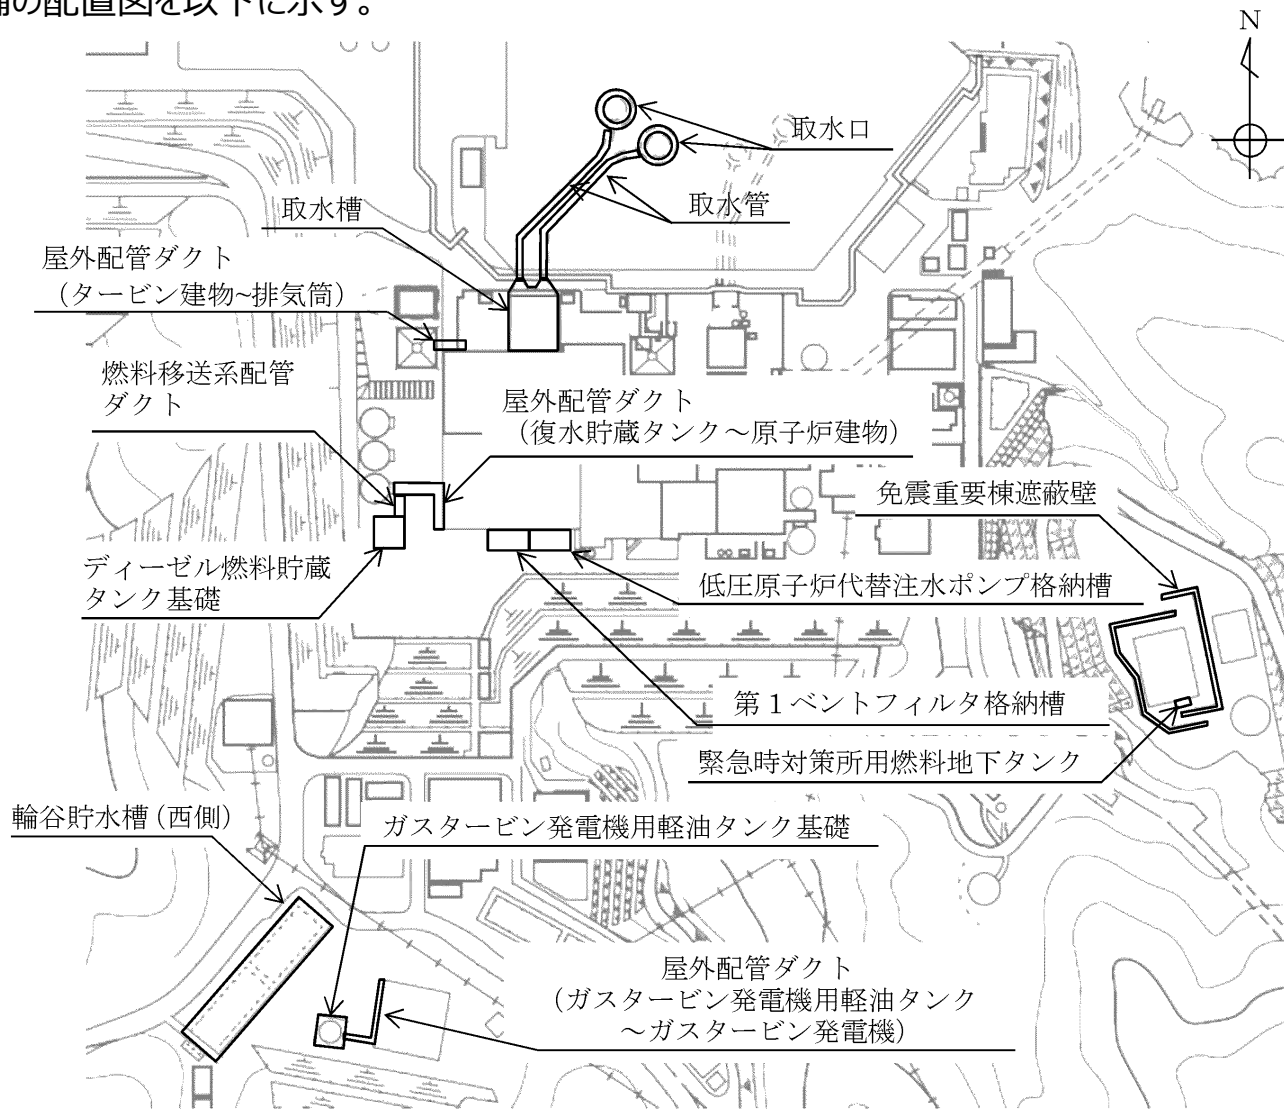 の配置図を以下に示す。
N
取水口
取水管
取水槽
屋外配管ダクト
（タービン建物~排気筒）
燃料移送系配管
ダクト
屋外配管ダクト
（復水貯蔵タンク～原子炉建物）
免震重要棟遮蔽壁
ディーゼル燃料貯蔵
タンク基礎
低圧原子炉代替注水ポンプ格納槽
第１ベントフィルタ格納槽
緊急時対策所用燃料地下タンク
輪谷貯水槽（西側）
ガスタービン発電機用軽油タンク基礎
屋外配管ダクト
（ガスタービン発電機用軽油タンク
～ガスタービン発電機）